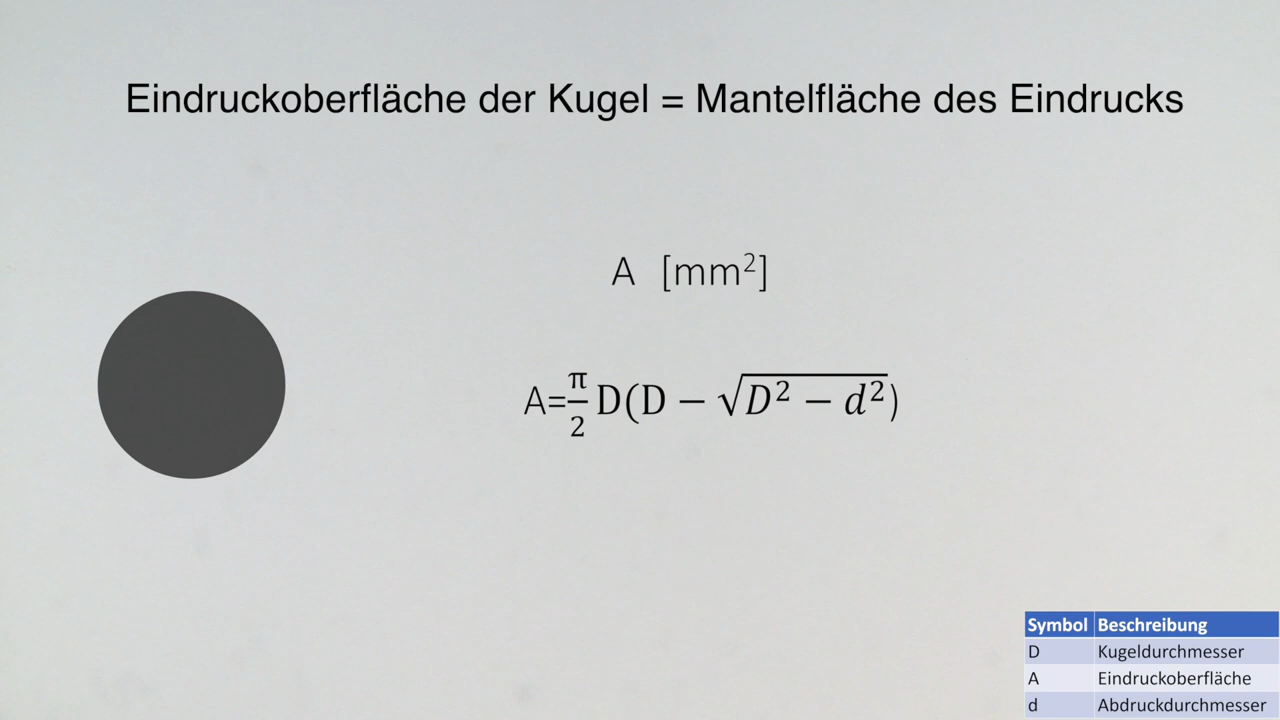 Eindruckoberfläche der Kugel = Mantelfläche des Eindrucks
A [mm²]
A=π/2 D(D − √(D² − d²))
Symbol Beschreibung
D Kugeldurchmesser
A Eindruckoberfläche
d Abdruckdurchmesser